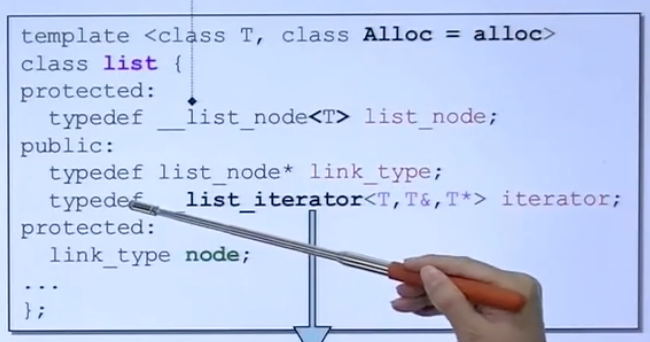 template <class T, class Alloc = alloc>
class list {
protected:
typedef __list_node<T> list_node;
public:
typedef list_node* link_type;
typedef __list_iterator<T,T&,T*> iterator;
protected:
link_type node;
...
};